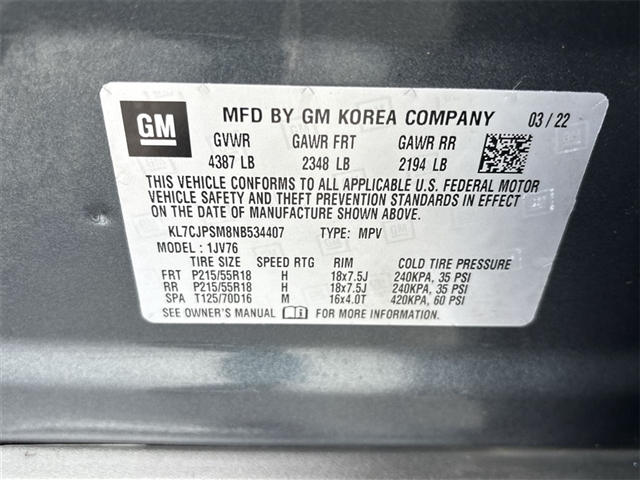 GM MFD BY GM KOREA COMPANY 03/22
GVWR GAWR FRT GAWR RR
4387 LB 2348 LB 2194 LB
THIS VEHICLE CONFORMS TO ALL APPLICABLE U.S. FEDERAL MOTOR
VEHICLE SAFETY AND THEFT PREVENTION STANDARDS IN EFFECT
ON THE DATE OF MANUFACTURE SHOWN ABOVE.
KL7CJPSM8NB534407 TYPE: MPV
MODEL: 1JV76
TIRE SIZE SPEED RTG RIM COLD TIRE PRESSURE
FRT P215/55R18 H 18x7.5J 240KPA, 35 PSI
RR P215/55R18 H 18x7.5J 240KPA, 35 PSI
SPA T125/70D16 M 16x4.0T 420KPA, 60 PSI
SEE OWNER'S MANUAL FOR MORE INFORMATION.